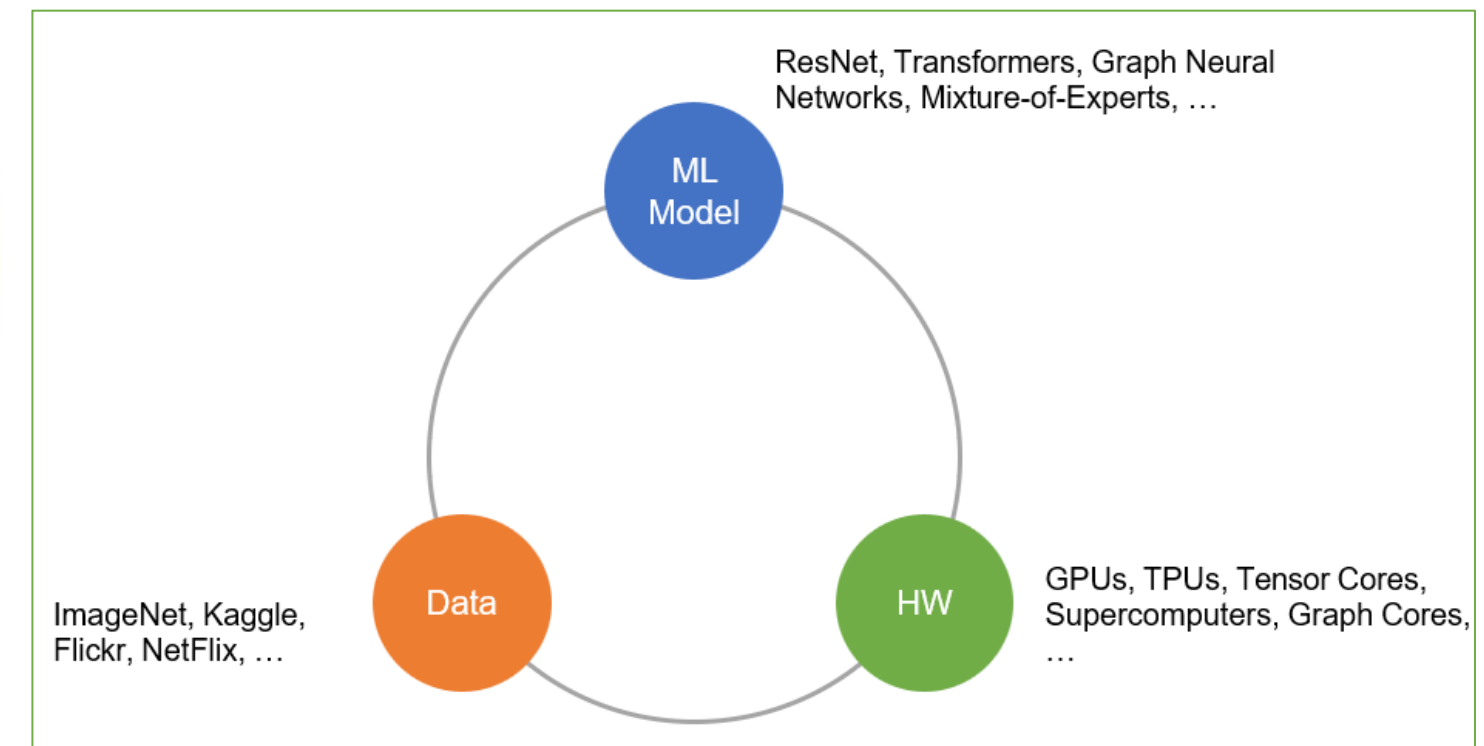 ResNet, Transformers, Graph Neural
Networks, Mixture-of-Experts, …
ML
Model
Data
HW
ImageNet, Kaggle,
Flickr, NetFlix, …
GPUs, TPUs, Tensor Cores,
Supercomputers, Graph Cores,
…